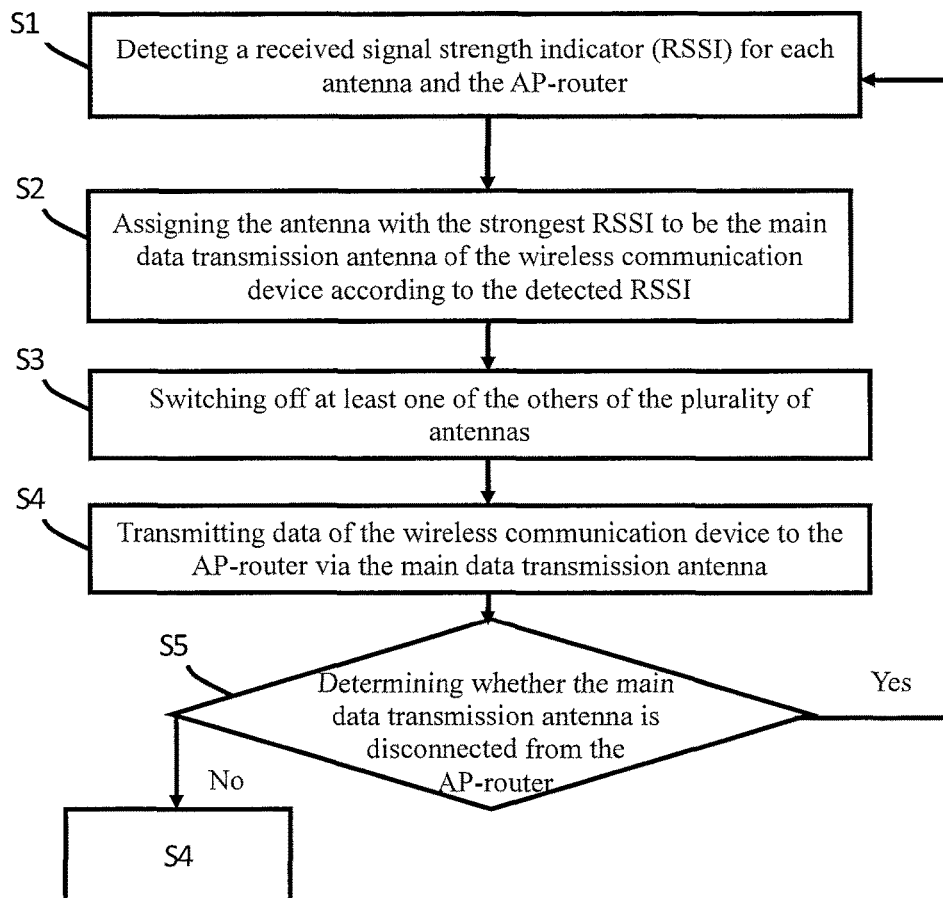 S1
Detecting a received signal strength indicator (RSSI) for each
antenna and the AP-router
S2
Assigning the antenna with the strongest RSSI to be the main
data transmission antenna of the wireless communication
device according to the detected RSSI
S3
Switching off at least one of the others of the plurality of
antennas
S4
Transmitting data of the wireless communication device to the
AP-router via the main data transmission antenna
S5
Determining whether the main
data transmission antenna is
disconnected from the
AP-router
Yes
No
S4